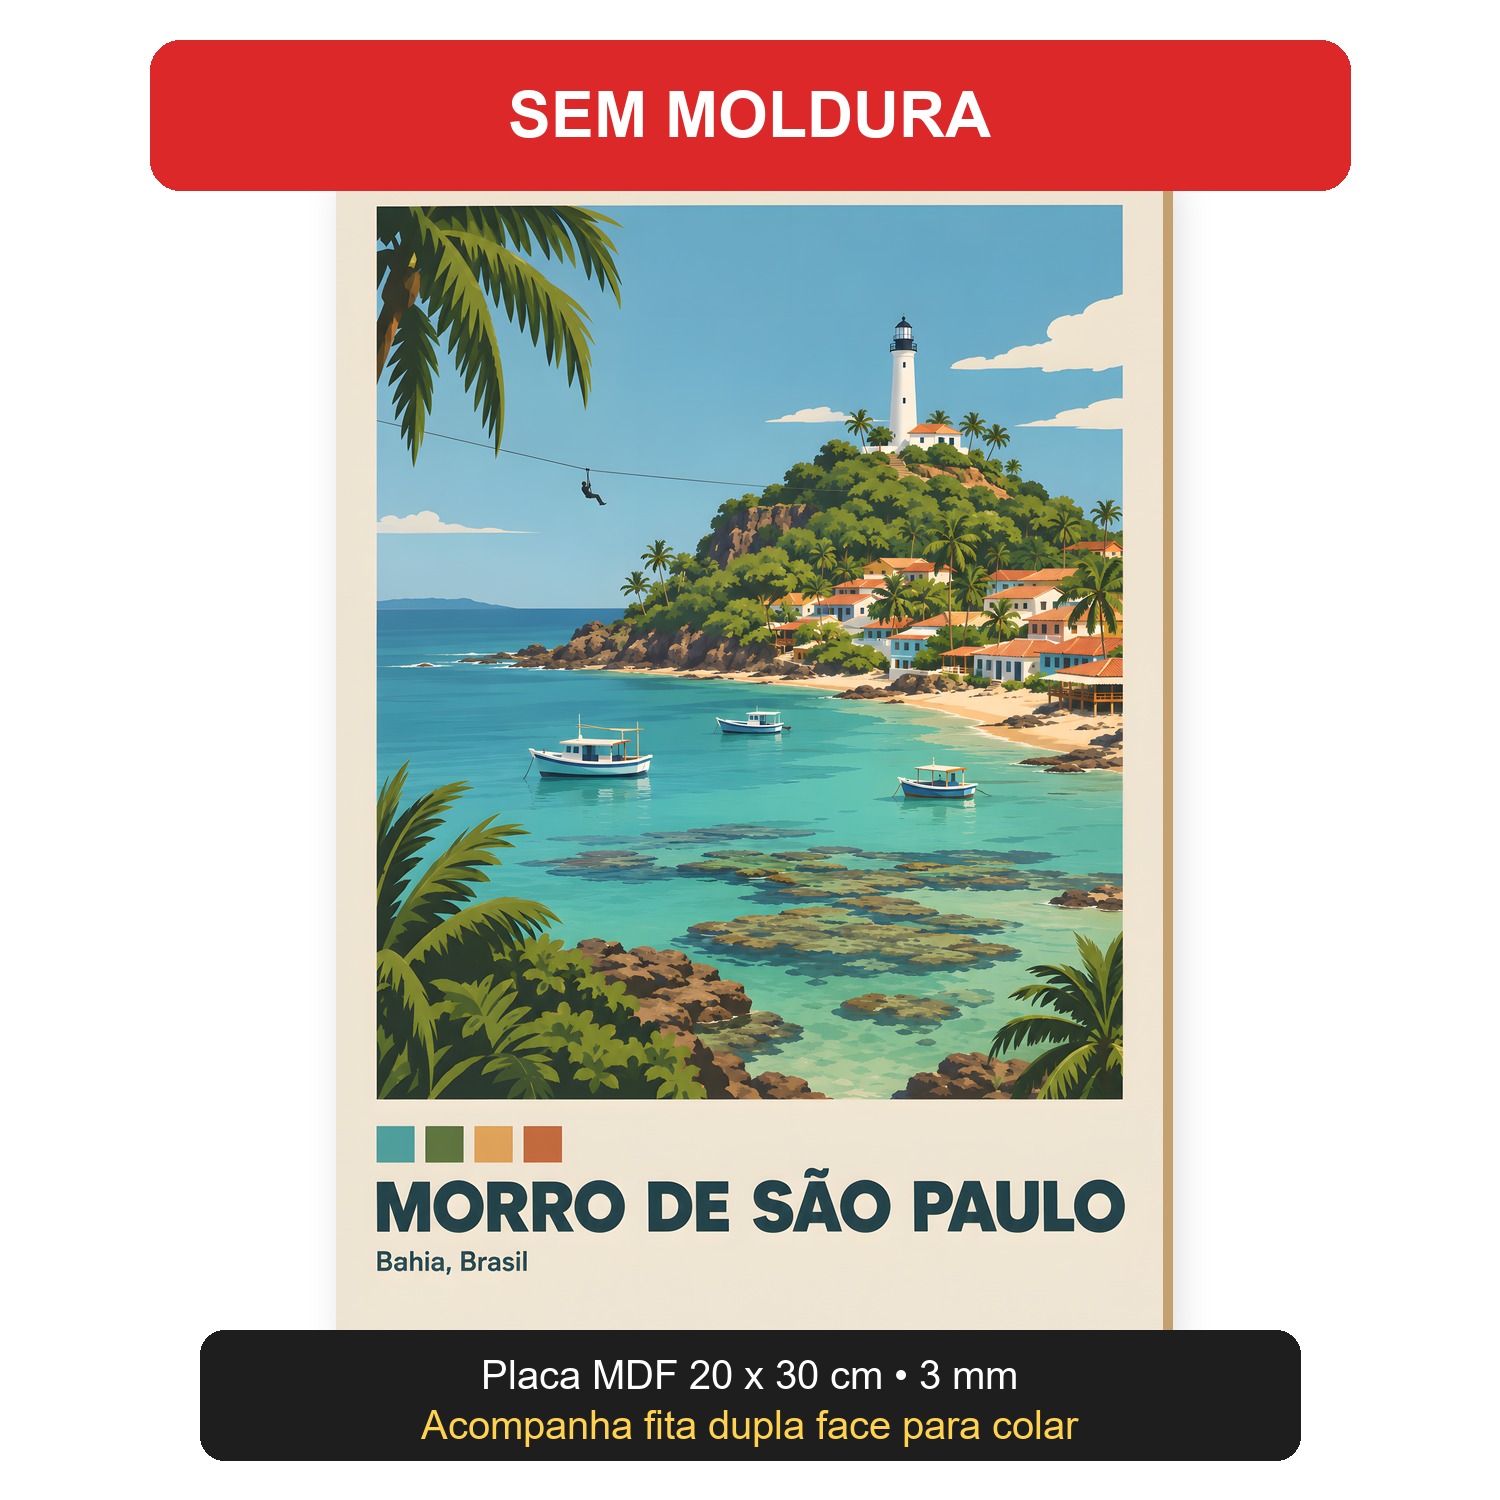 SEM MOLDURA
MORRO DE SÃO PAULO
Bahia, Brasil
Placa MDF 20 x 30 cm • 3 mm
Acompanha fita dupla face para colar